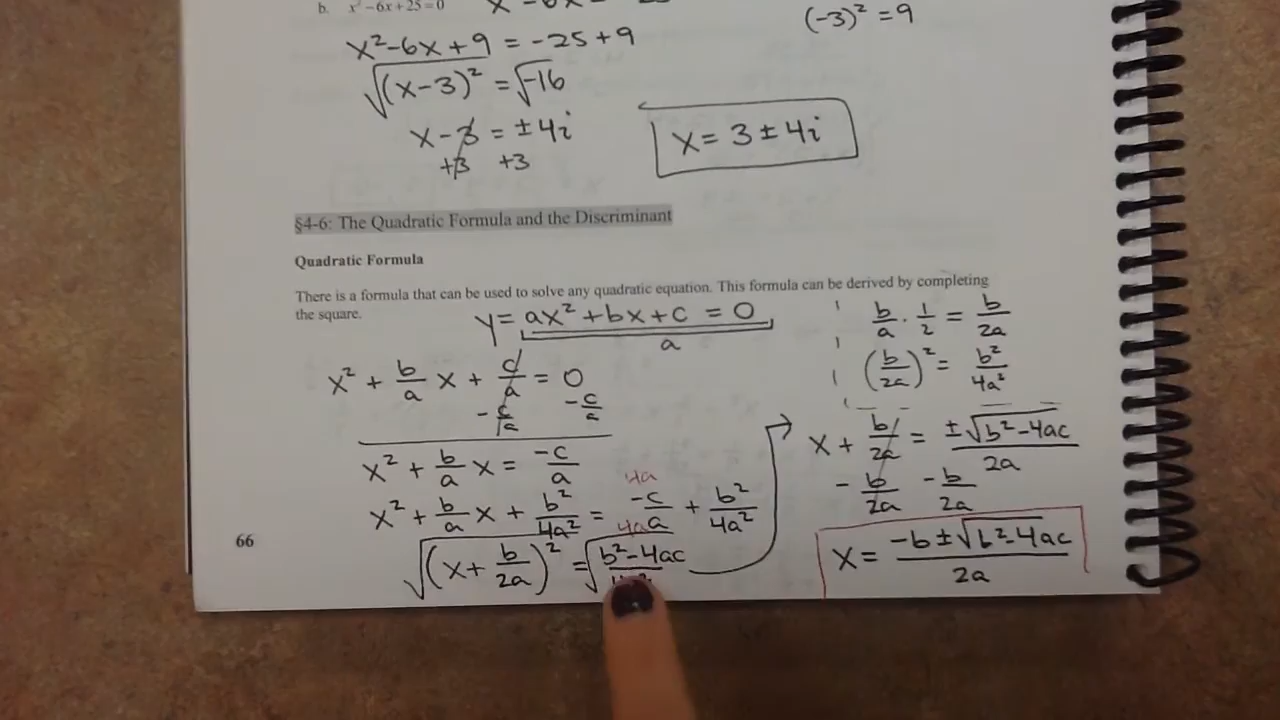 b. x² - 6x + 25 = 0
(-3)² = 9
x² - 6x + 9 = -25 + 9
√(x - 3)² = √-16
x - 3 = ± 4i
+3 +3
x = 3 ± 4i
§4-6: The Quadratic Formula and the Discriminant
Quadratic Formula
There is a formula that can be used to solve any quadratic equation. This formula can be derived by completing
the square.
y = ax² + bx + c = 0
a
b/a · 1/2 = b/2a
(b/2a)² = b²/4a²
x² + b/a x + c/a = 0
- c/a - c/a
x² + b/a x = -c/a
x² + b/a x + b²/4a² = 4a -c/4a a + b²/4a²
√(x + b/2a)² = √b² - 4ac
x + b/2a = ±√b² - 4ac/2a
- b/2a - b/2a
x = -b ± √b² - 4ac/2a
66